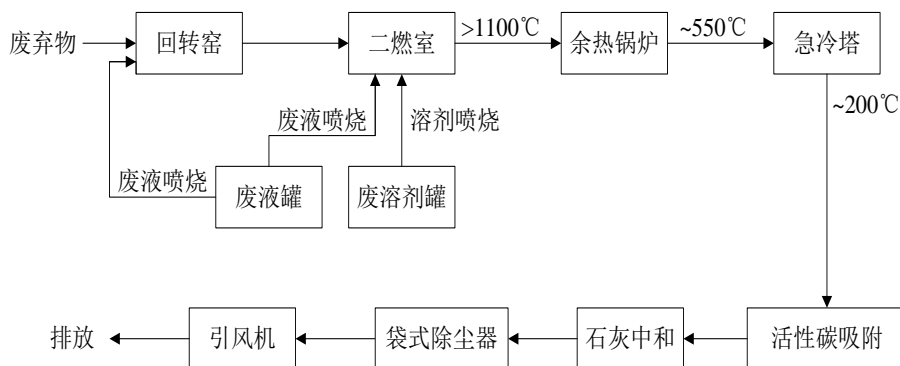 废弃物
回转窑
二燃室
>1100℃
余热锅炉
~550℃
急冷塔
~200℃
废液喷烧
溶剂喷烧
废液喷烧
废液罐
废溶剂罐
排放
引风机
袋式除尘器
石灰中和
活性碳吸附